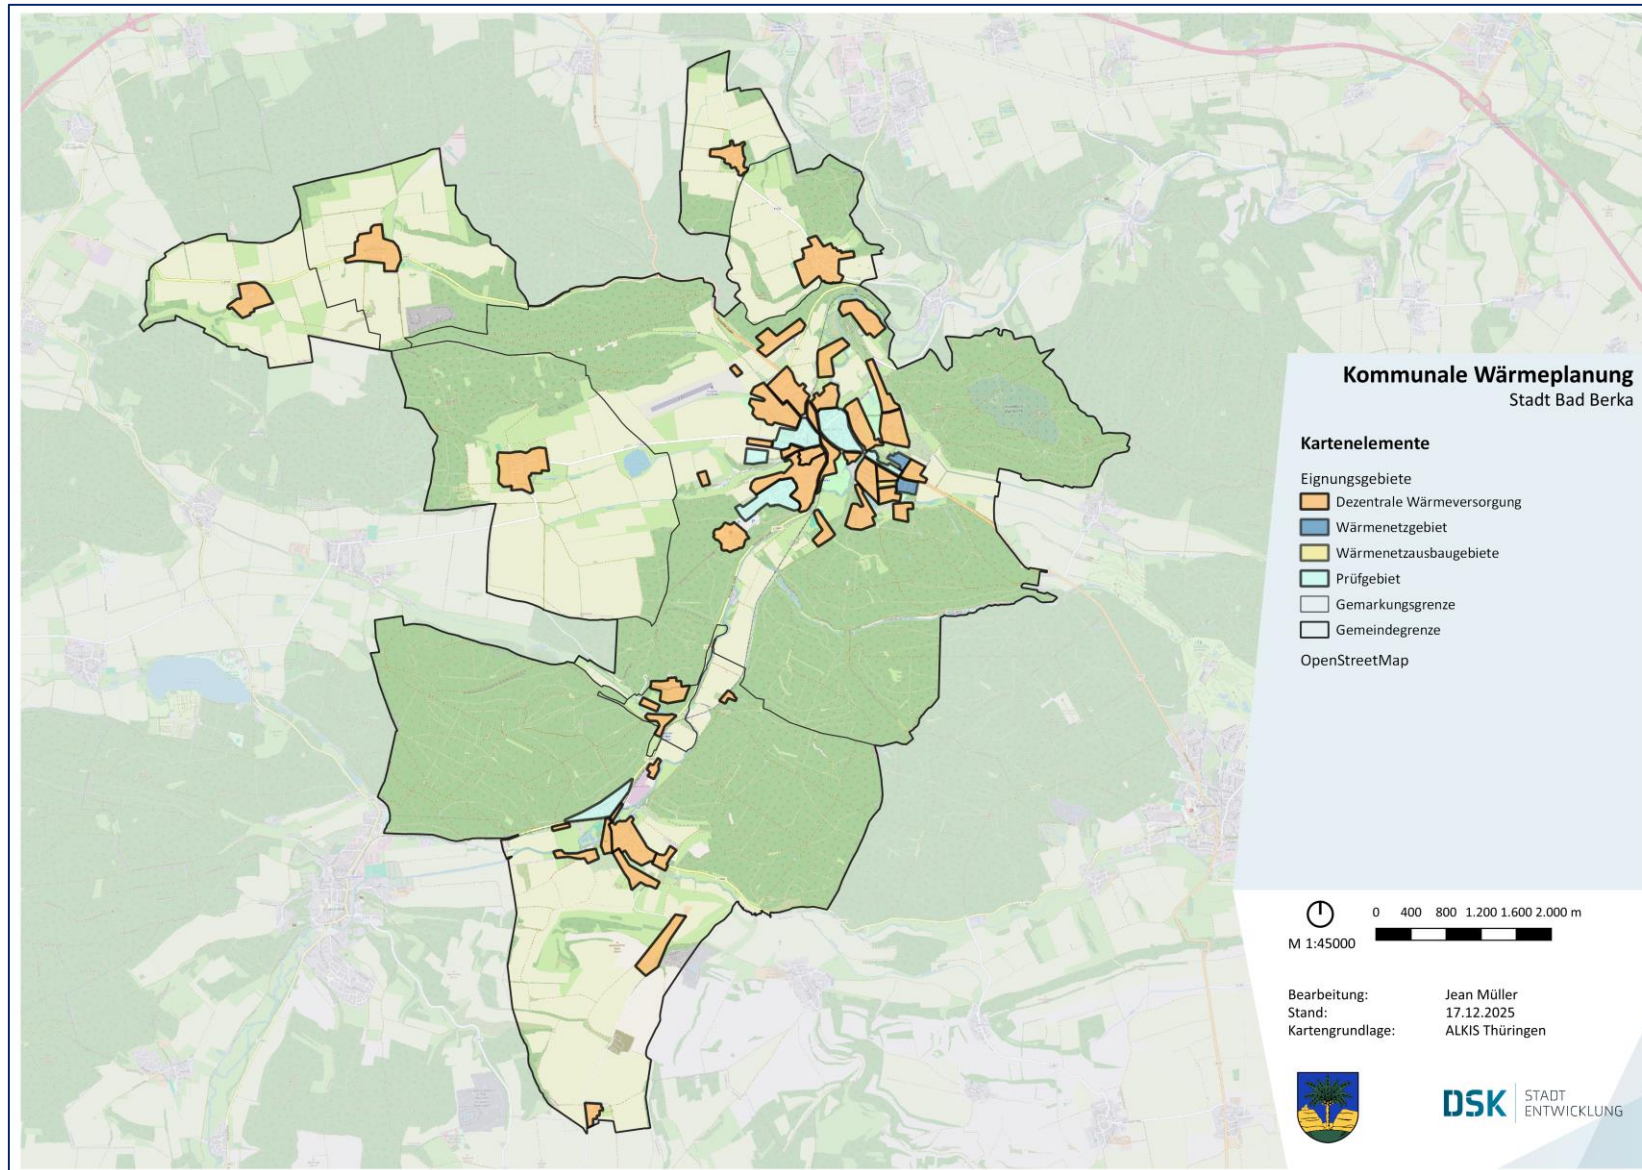 Kommunale Wärmeplanung
Stadt Bad Berka
Kartenelemente
Eignungsgebiete
Dezentrale Wärmeversorgung
Wärmenetzgebiet
Wärmenetzausbaugebiete
Prüfgebiet
Gemarkungsgrenze
Gemeindegrenze
OpenStreetMap
0 400 800 1.200 1.600 2.000 m
M 1:45000
Bearbeitung: Jean Müller
Stand: 17.12.2025
Kartengrundlage: ALKIS Thüringen
DSK STADT
ENTWICKLUNG